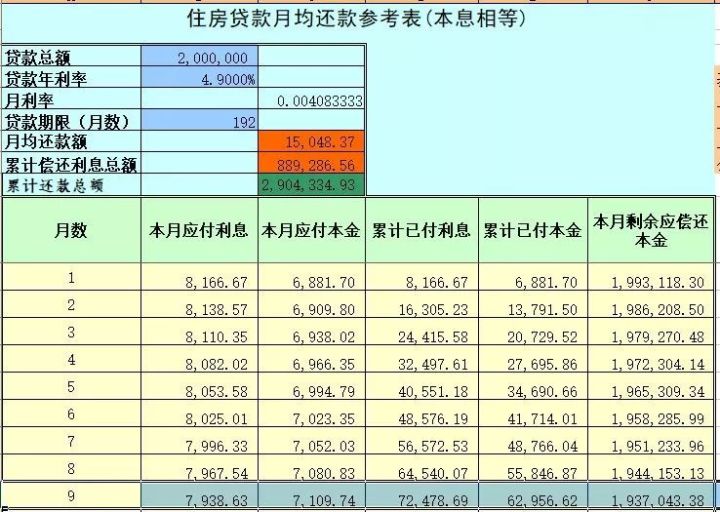 住房贷款月均还款参考表(本息相等)
贷款总额 2,000,000
贷款年利率 4.9000%
月利率 0.004083333
贷款期限（月数） 192
月均还款额 15,048.37
累计偿还利息总额 889,286.56
累计还款总额 2,904,334.93
月数 本月应付利息 本月应付本金 累计已付利息 累计已付本金 本月剩余应偿还
本金
1 8,166.67 6,881.70 8,166.67 6,881.70 1,993,118.30
2 8,138.57 6,909.80 16,305.23 13,791.50 1,986,208.50
3 8,110.35 6,938.02 24,415.58 20,729.52 1,979,270.48
4 8,082.02 6,966.35 32,497.61 27,695.86 1,972,304.14
5 8,053.58 6,994.79 40,551.18 34,690.66 1,965,309.34
6 8,025.01 7,023.35 48,576.19 41,714.01 1,958,285.99
7 7,996.33 7,052.03 56,572.53 48,766.04 1,951,233.96
8 7,967.54 7,080.83 64,540.07 55,846.87 1,944,153.13
9 7,938.63 7,109.74 72,478.69 62,956.62 1,937,043.38